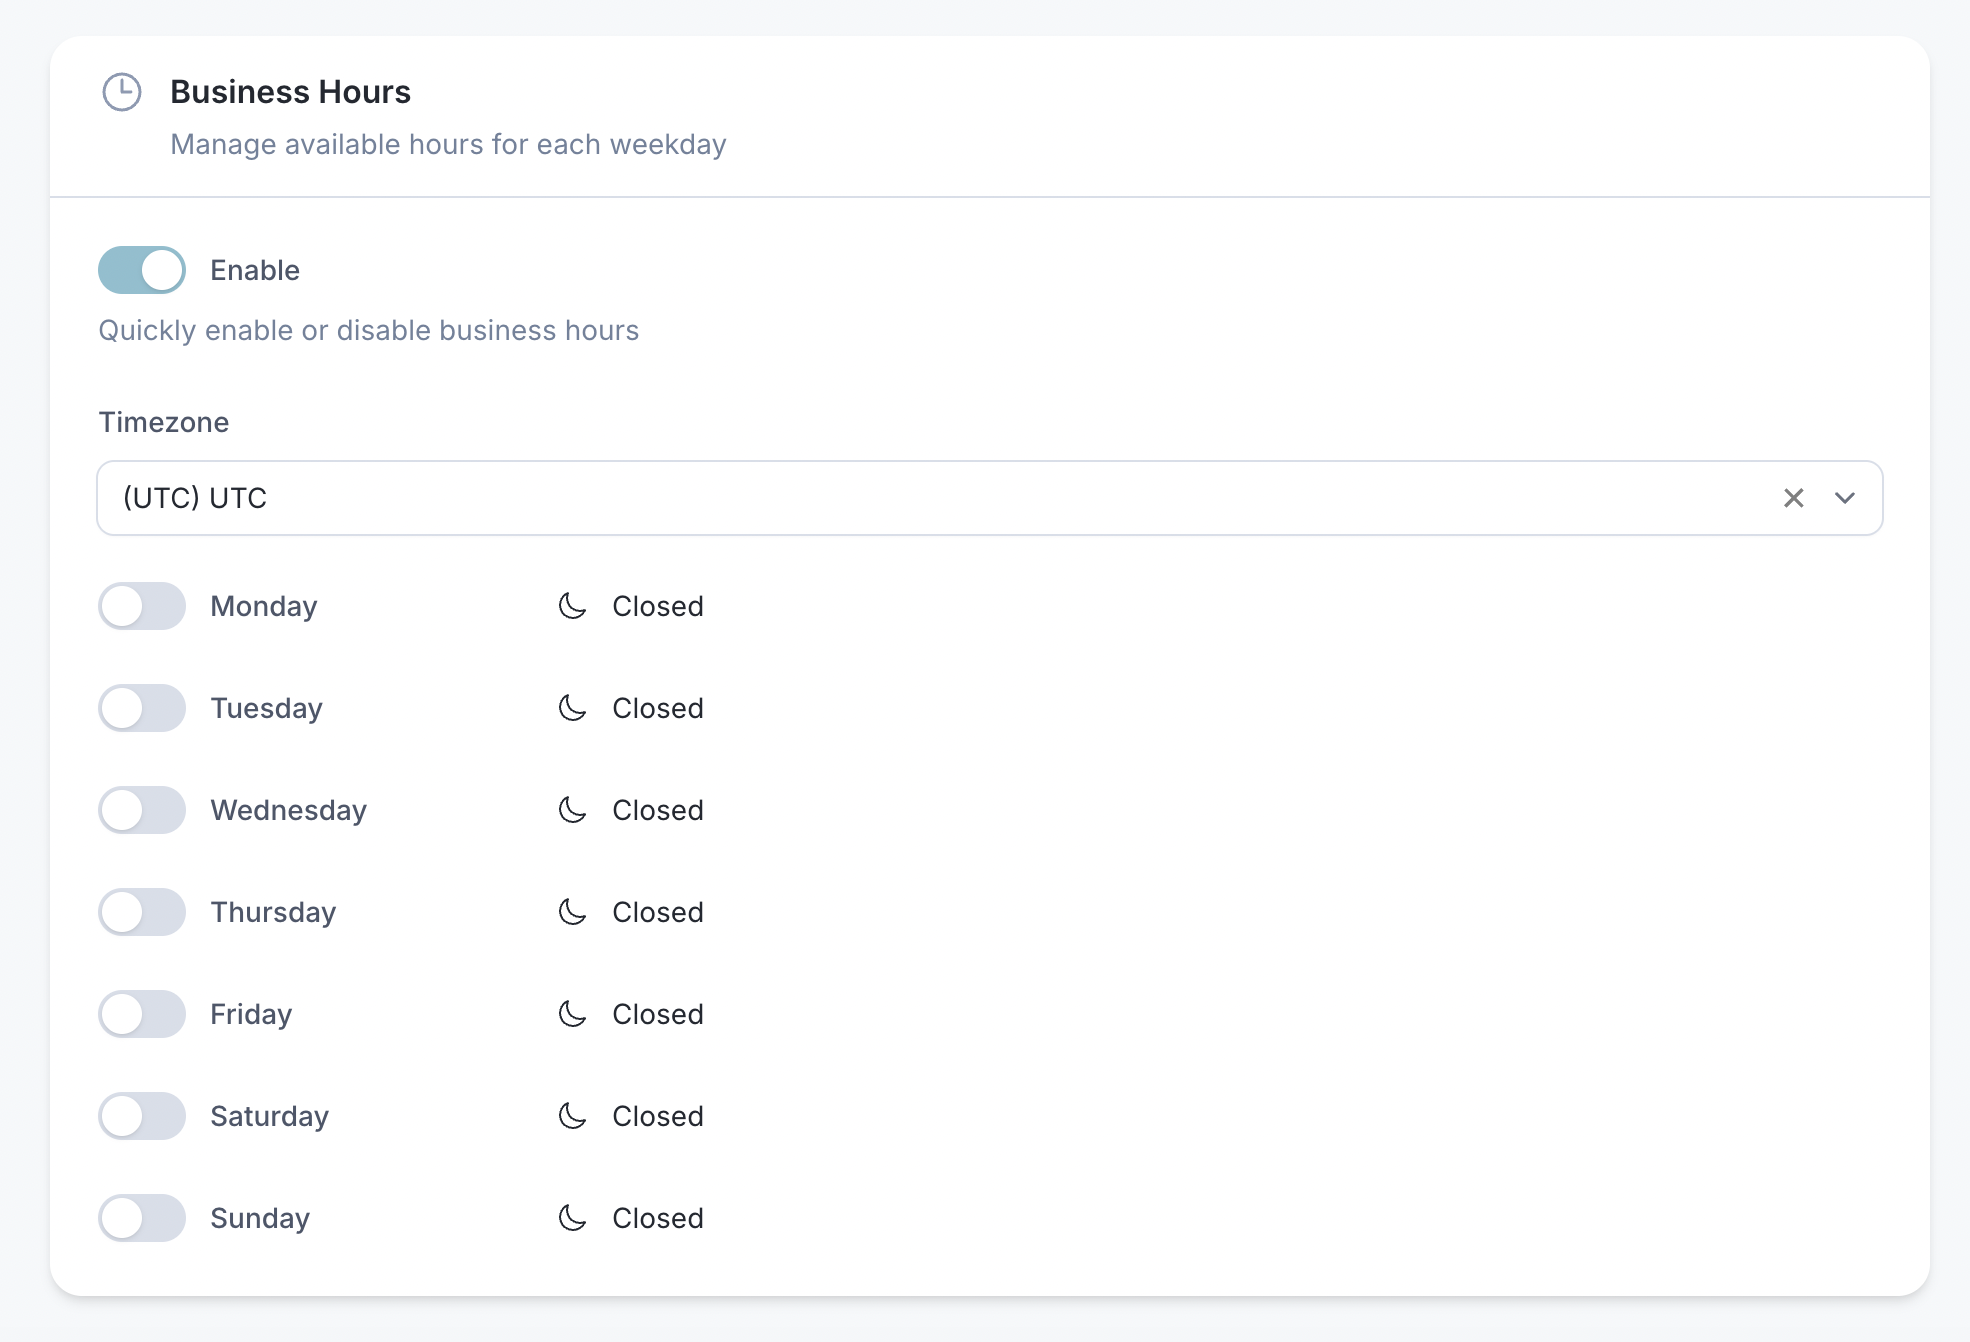 Business Hours
Manage available hours for each weekday
Enable
Quickly enable or disable business hours
Timezone
(UTC) UTC
Monday Closed
Tuesday Closed
Wednesday Closed
Thursday Closed
Friday Closed
Saturday Closed
Sunday Closed